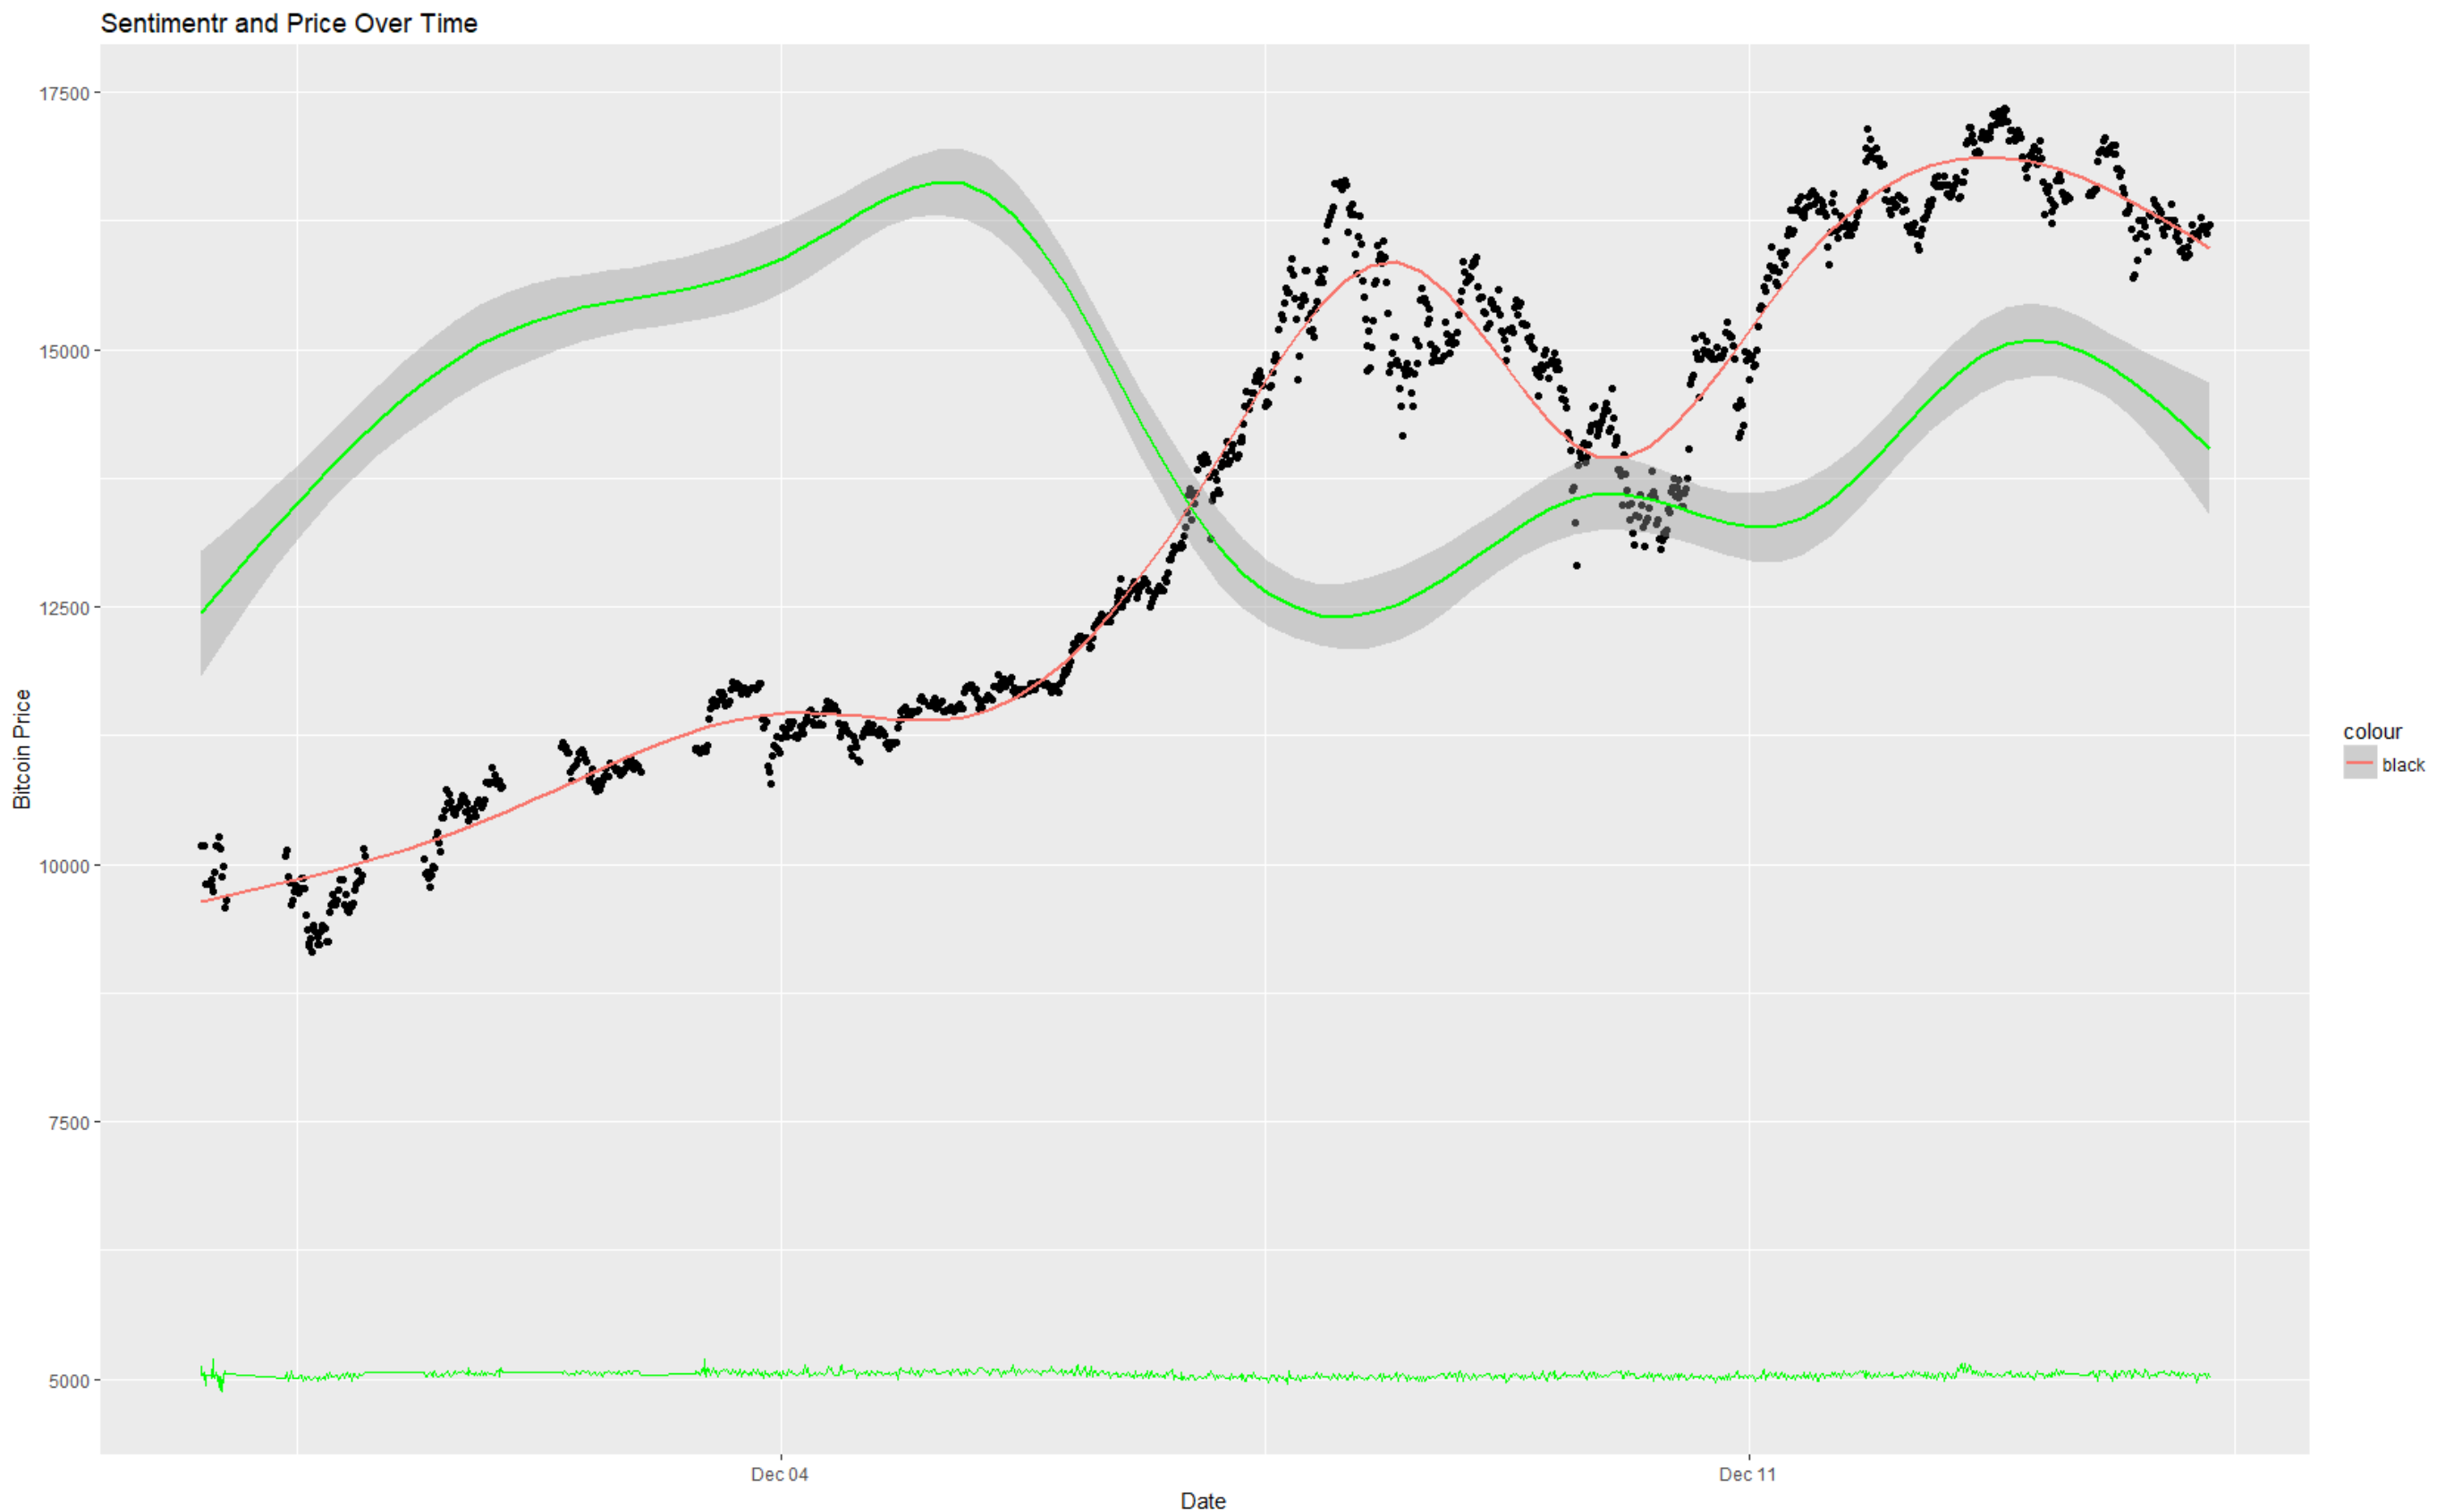 Sentimentr and Price Over Time
17500
15000
12500
10000
7500
5000
Bitcoin Price
Dec 04
Dec 11
Date
colour
black